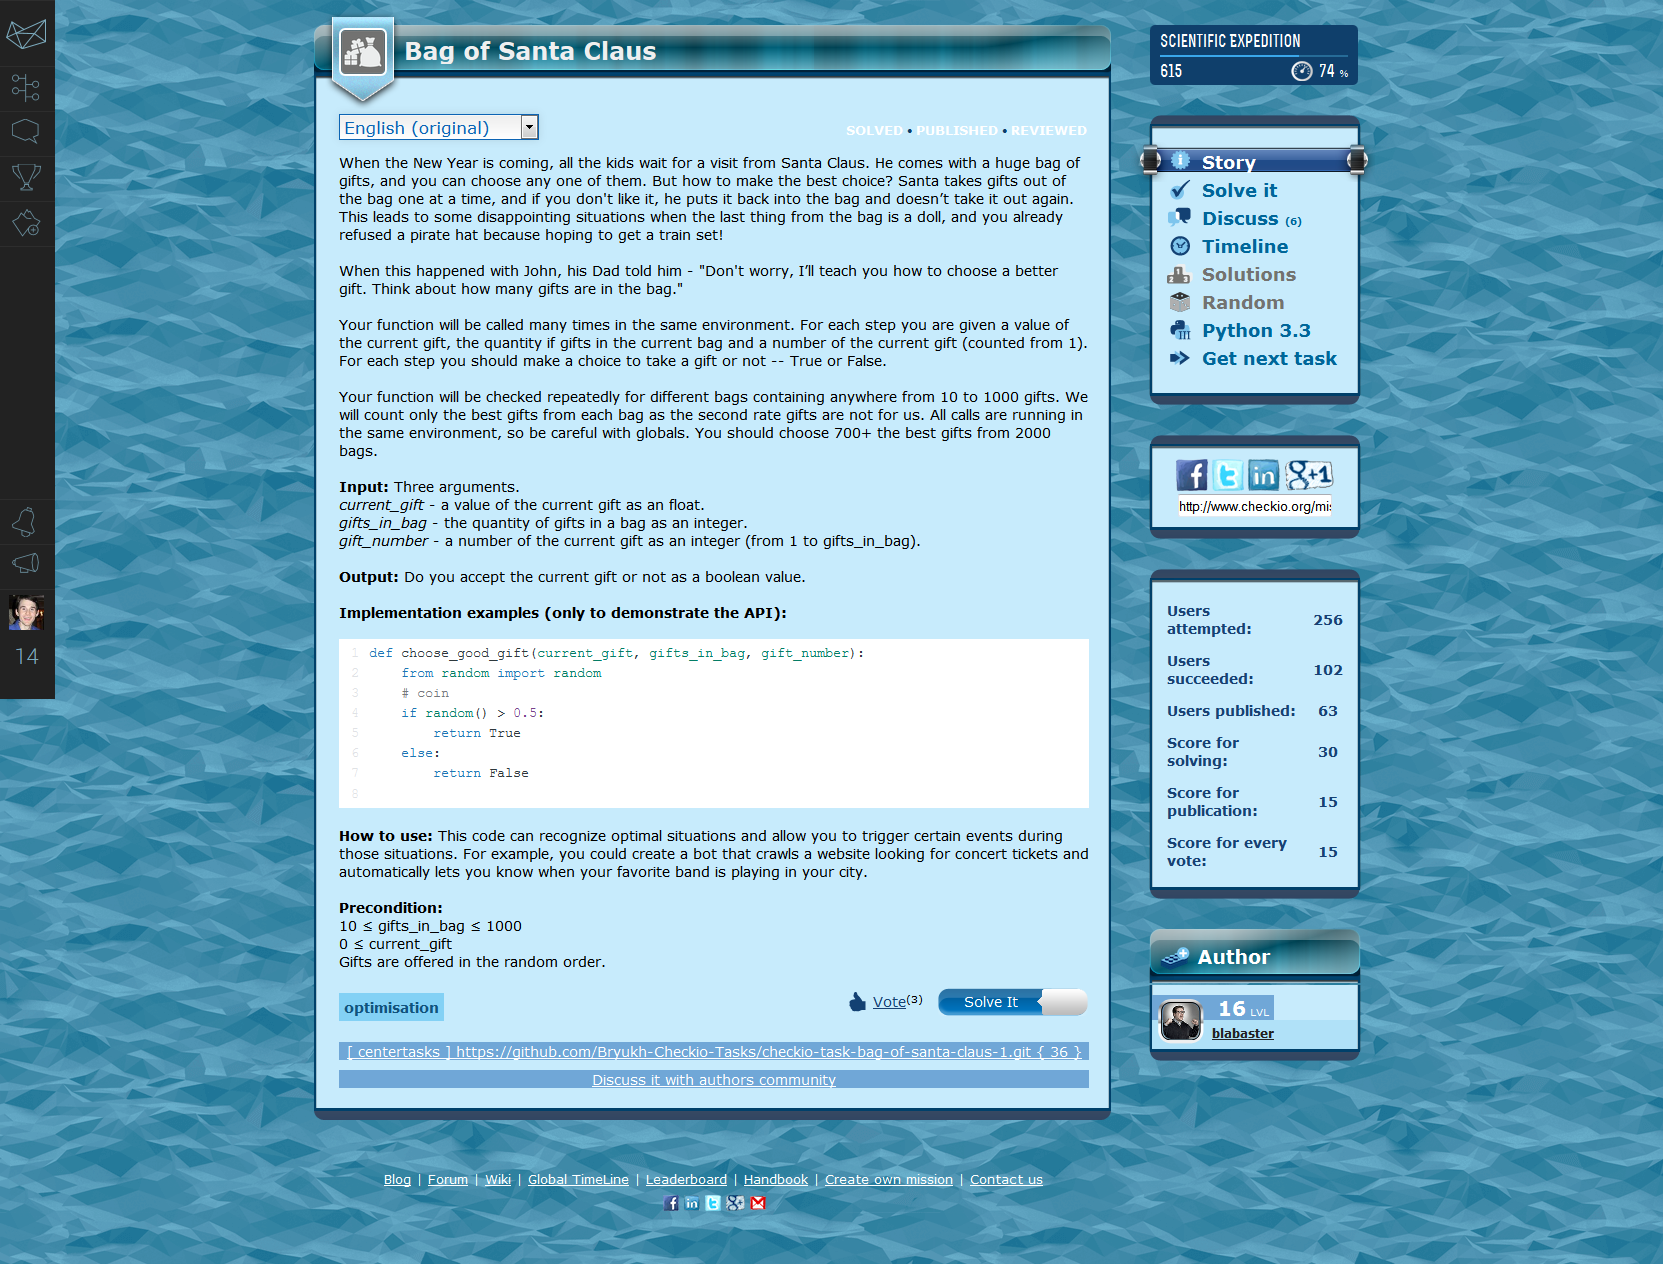 Bag of Santa Claus
English (original)
SOLVED • PUBLISHED • REVIEWED
When the New Year is coming, all the kids wait for a visit from Santa Claus. He comes with a huge bag of
gifts, and you can choose any one of them. But how to make the best choice? Santa takes gifts out of
the bag one at a time, and if you don't like it, he puts it back into the bag and doesn’t take it out again.
This leads to some disappointing situations when the last thing from the bag is a doll, and you already
refused a pirate hat because hoping to get a train set!
When this happened with John, his Dad told him - "Don't worry, I’ll teach you how to choose a better
gift. Think about how many gifts are in the bag."
Your function will be called many times in the same environment. For each step you are given a value of
the current gift, the quantity if gifts in the current bag and a number of the current gift (counted from 1).
For each step you should make a choice to take a gift or not -- True or False.
Your function will be checked repeatedly for different bags containing anywhere from 10 to 1000 gifts. We
will count only the best gifts from each bag as the second rate gifts are not for us. All calls are running in
the same environment, so be careful with globals. You should choose 700+ the best gifts from 2000
bags.
Input: Three arguments.
current_gift - a value of the current gift as an float.
gifts_in_bag - the quantity of gifts in a bag as an integer.
gift_number - a number of the current gift as an integer (from 1 to gifts_in_bag).
Output: Do you accept the current gift or not as a boolean value.
Implementation examples (only to demonstrate the API):
1 def choose_good_gift(current_gift, gifts_in_bag, gift_number):
2 from random import random
3 # coin
4 if random() > 0.5:
5 return True
6 else:
7 return False
8
How to use: This code can recognize optimal situations and allow you to trigger certain events during
those situations. For example, you could create a bot that crawls a website looking for concert tickets and
automatically lets you know when your favorite band is playing in your city.
Precondition:
10 ≤ gifts_in_bag ≤ 1000
0 ≤ current_gift
Gifts are offered in the random order.
optimisation
Vote(3)
Solve It
[ centertasks ] https://github.com/Bryukh-Checkio-Tasks/checkio-task-bag-of-santa-claus-1.git { 36 }
Discuss it with authors community
SCIENTIFIC EXPEDITION
615 74 %
Story
Solve it
Discuss (6)
Timeline
Solutions
Random
Python 3.3
Get next task
f t in g+1
http://www.checkio.org/mi
Users
attempted: 256
Users
succeeded: 102
Users published: 63
Score for
solving: 30
Score for
publication: 15
Score for every
vote: 15
Author
16 LVL
blabaster
14
Blog | Forum | Wiki | Global TimeLine | Leaderboard | Handbook | Create own mission | Contact us